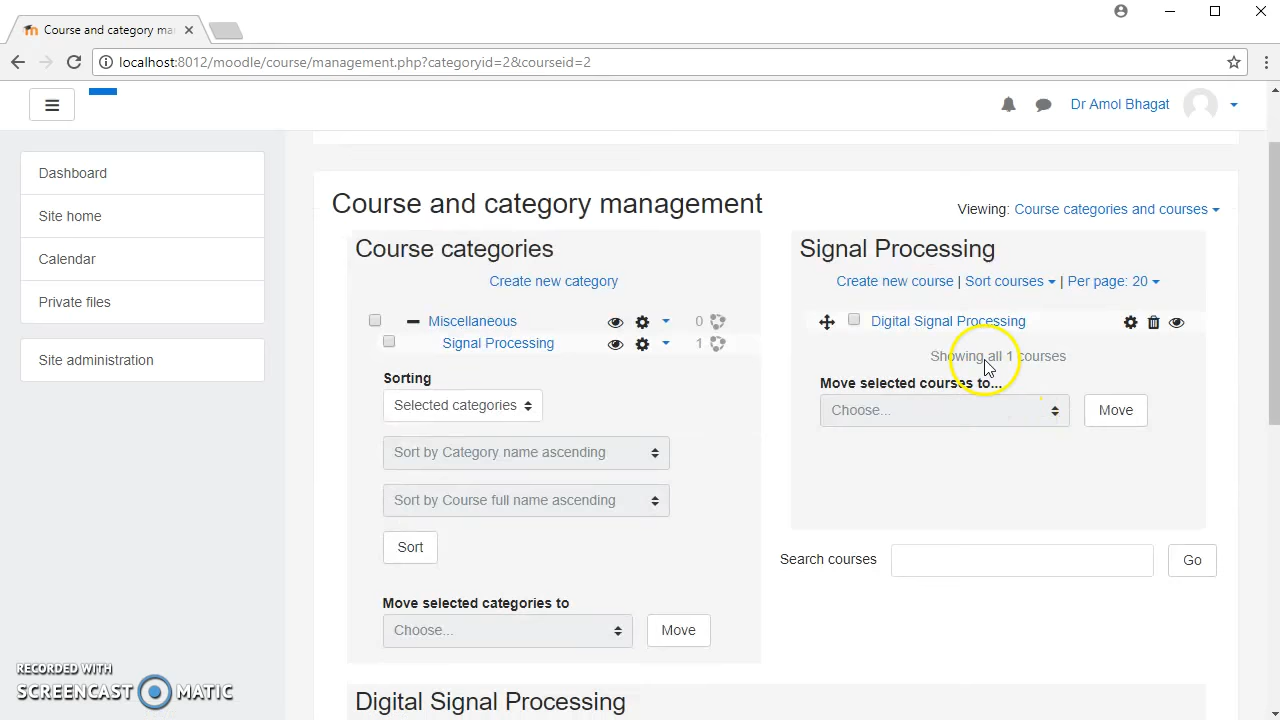 Course and category ma
localhost:8012/moodle/course/management.php?categoryid=2&courseid=2
Dr Amol Bhagat
Dashboard
Site home
Calendar
Private files
Site administration
Course and category management
Viewing: Course categories and courses
Course categories
Create new category
Miscellaneous 0
Signal Processing 1
Sorting
Selected categories
Sort by Category name ascending
Sort by Course full name ascending
Sort
Move selected categories to
Choose...
Move
Signal Processing
Create new course | Sort courses | Per page: 20
Digital Signal Processing
Showing all 1 courses
Move selected courses to...
Choose...
Move
Search courses
Go
Digital Signal Processing
RECORDED WITH
SCREENCAST MATIC